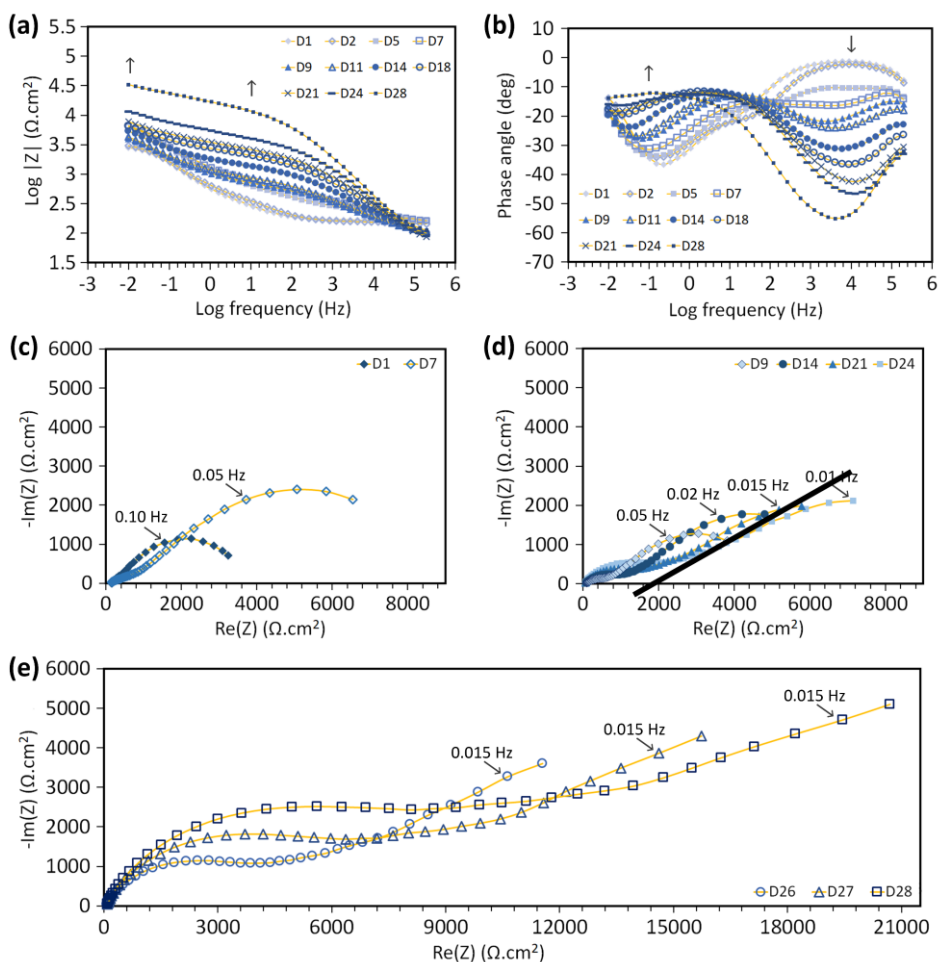 (a)
5.5
5
4.5
4
3.5
3
2.5
2
1.5
Log |Z| (Ω.cm²)
D1 D2 D5 D7
D9 D11 D14 D18
D21 D24 D28
-3 -2 -1 0 1 2 3 4 5 6
Log frequency (Hz)
(b)
10
0
-10
-20
-30
-40
-50
-60
-70
Phase angle (deg)
D1 D2 D5 D7
D9 D11 D14 D18
D21 D24 D28
-3 -2 -1 0 1 2 3 4 5 6
Log frequency (Hz)
(c)
6000
5000
4000
3000
2000
1000
0
-Im(Z) (Ω.cm²)
D1 D7
0.10 Hz
0.05 Hz
0 2000 4000 6000 8000
Re(Z) (Ω.cm²)
(d)
6000
5000
4000
3000
2000
1000
0
-Im(Z) (Ω.cm²)
D9 D14 D21 D24
0.05 Hz
0.02 Hz
0.015 Hz
0.01 Hz
0 2000 4000 6000 8000
Re(Z) (Ω.cm²)
(e)
6000
5000
4000
3000
2000
1000
0
-Im(Z) (Ω.cm²)
0.015 Hz
0.015 Hz
0.015 Hz
D26 D27 D28
0 3000 6000 9000 12000 15000 18000 21000
Re(Z) (Ω.cm²)